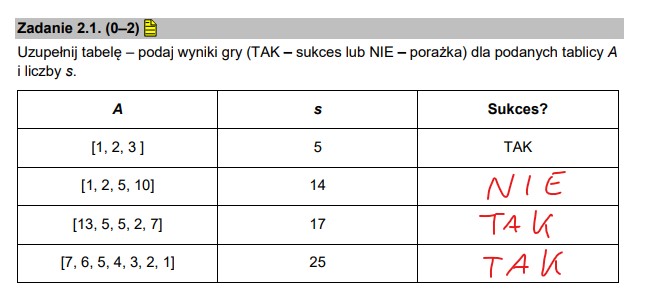 Zadanie 2.1. (0–2)
Uzupełnij tabelę – podaj wyniki gry (TAK – sukces lub NIE – porażka) dla podanych tablicy A
i liczby s.
A s Sukces?
[1, 2, 3 ] 5 TAK
[1, 2, 5, 10] 14 NIE
[13, 5, 5, 2, 7] 17 TAK
[7, 6, 5, 4, 3, 2, 1] 25 TAK